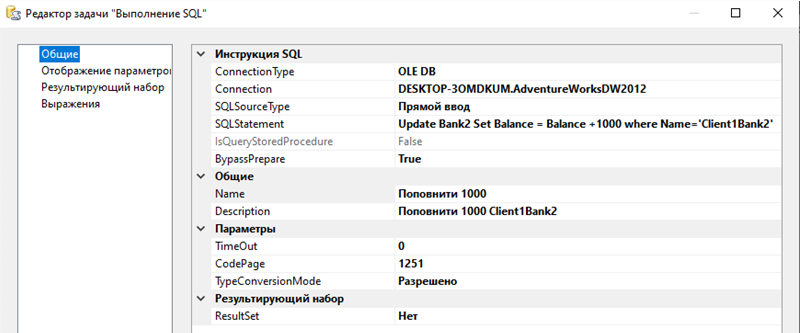 Редактор задачи "Выполнение SQL"
Общие
Отображение параметро
Результирующий набор
Выражения
Инструкция SQL
ConnectionType OLE DB
Connection DESKTOP-3OMDKUM.AdventureWorksDW2012
SQLSourceType Прямой ввод
SQLStatement Update Bank2 Set Balance = Balance +1000 where Name='Client1Bank2'
IsQueryStoredProcedure False
BypassPrepare True
Общие
Name Поповнити 1000
Description Поповнити 1000 Client1Bank2
Параметры
TimeOut 0
CodePage 1251
TypeConversionMode Разрешено
Результирующий набор
ResultSet Нет